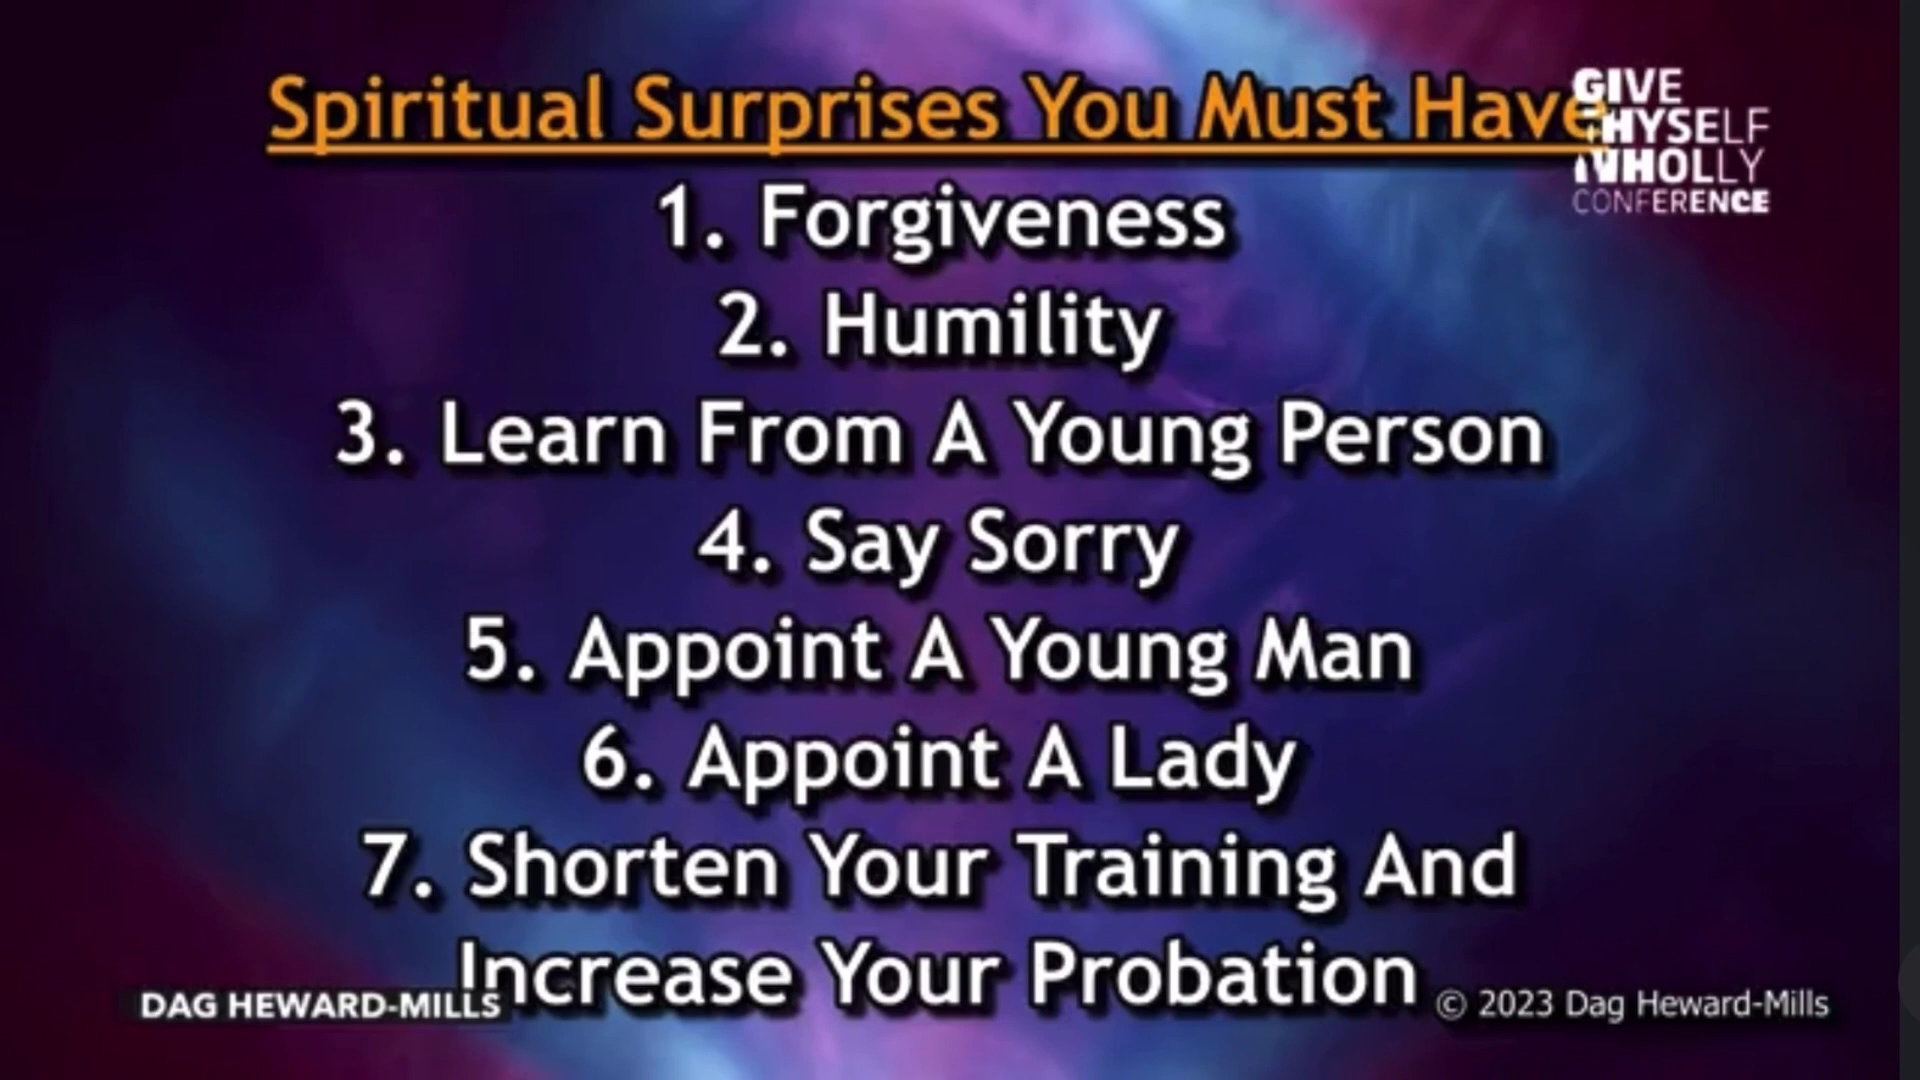 Spiritual Surprises You Must Have
GIVE
THYSELF
WHOLLY
CONFERENCE
1. Forgiveness
2. Humility
3. Learn From A Young Person
4. Say Sorry
5. Appoint A Young Man
6. Appoint A Lady
7. Shorten Your Training And
Increase Your Probation
DAG HEWARD-MILLS
© 2023 Dag Heward-Mills